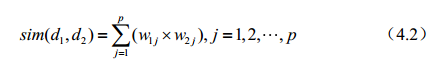 sim(d₁,d₂) = ∑ⱼ₌₁ᵖ (w₁ⱼ × w₂ⱼ), j = 1, 2, ⋯, p （4.2）